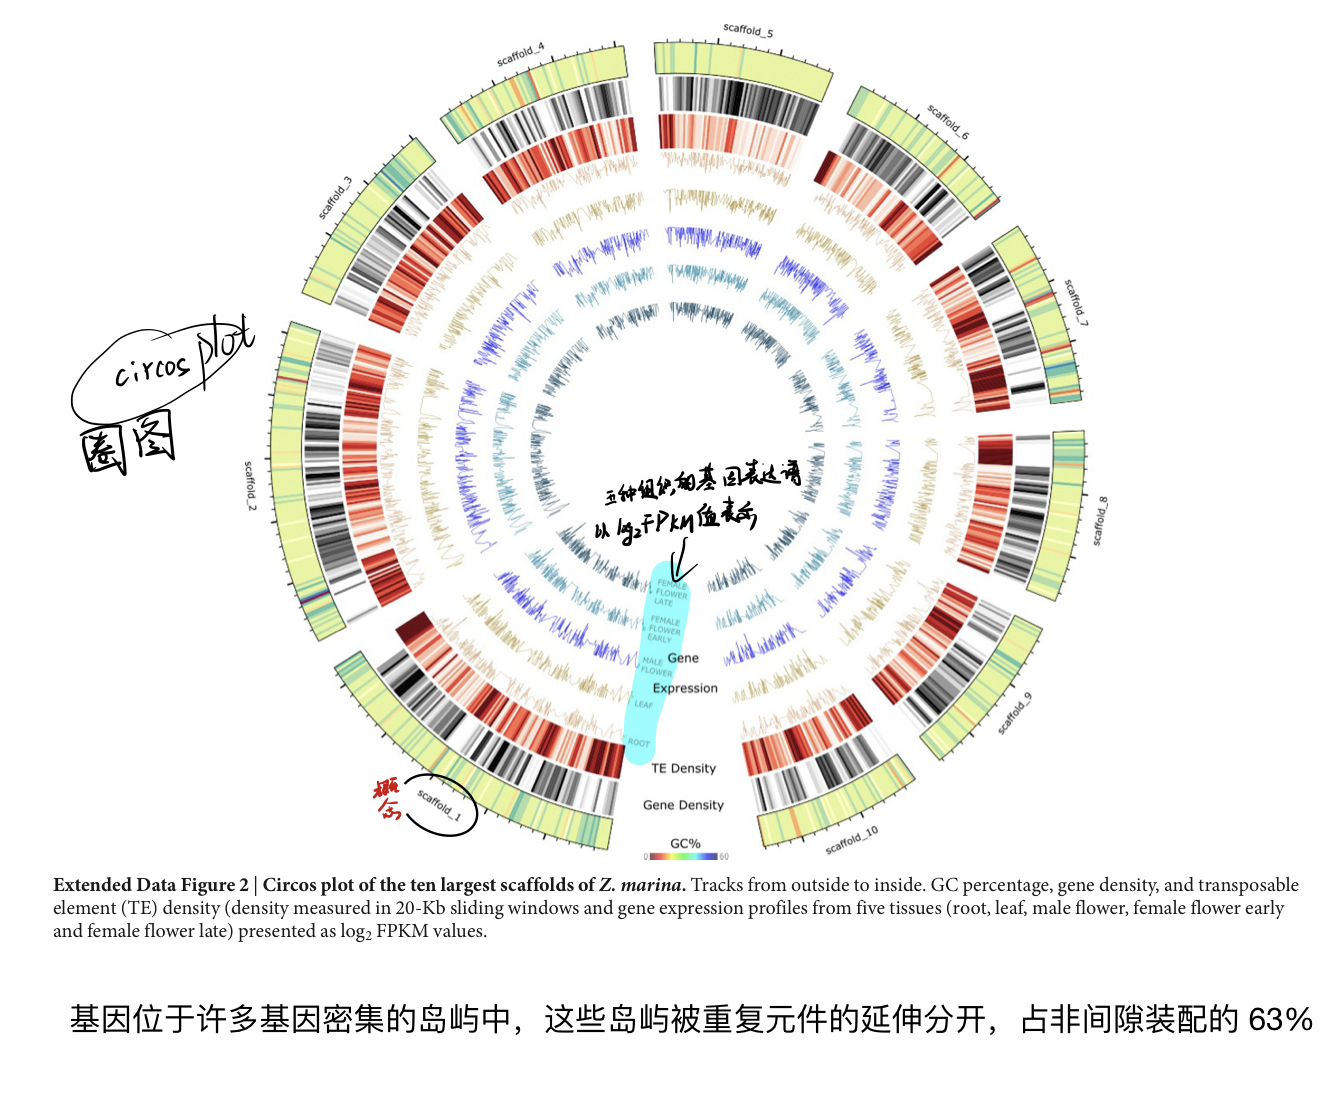 scaffold_4
scaffold_5
scaffold_6
scaffold_3
scaffold_7
circos plot
圈图
scaffold_2
scaffold_8
五种组织的基因表达谱
以 log₂FPKM值表示
FEMALE
FLOWER
LATE
FEMALE
FLOWER
EARLY
MALE
FLOWER
Gene
Expression
LEAF
ROOT
TE Density
Gene Density
GC%
0 60
概念
scaffold_1
scaffold_9
scaffold_10
Extended Data Figure 2 | Circos plot of the ten largest scaffolds of Z. marina. Tracks from outside to inside. GC percentage, gene density, and transposable
element (TE) density (density measured in 20-Kb sliding windows and gene expression profiles from five tissues (root, leaf, male flower, female flower early
and female flower late) presented as log₂ FPKM values.
基因位于许多基因密集的岛屿中，这些岛屿被重复元件的延伸分开，占非间隙装配的 63%